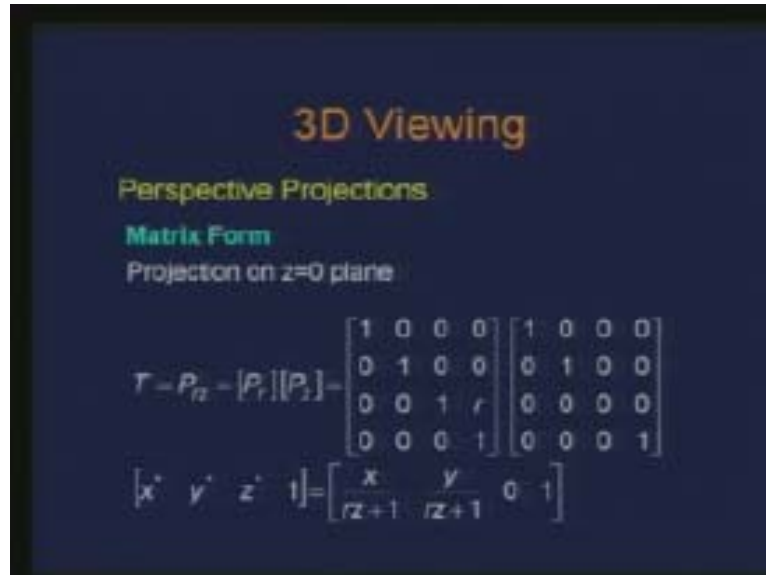 3D Viewing
Perspective Projections
Matrix Form
Projection on z=0 plane
T = P_rz = [P_r][P_z] = [1 0 0 0; 0 1 0 0; 0 0 1 r; 0 0 0 1] [1 0 0 0; 0 1 0 0; 0 0 0 0; 0 0 0 1]
[x* y* z* 1] = [x/(rz+1) y/(rz+1) 0 1]